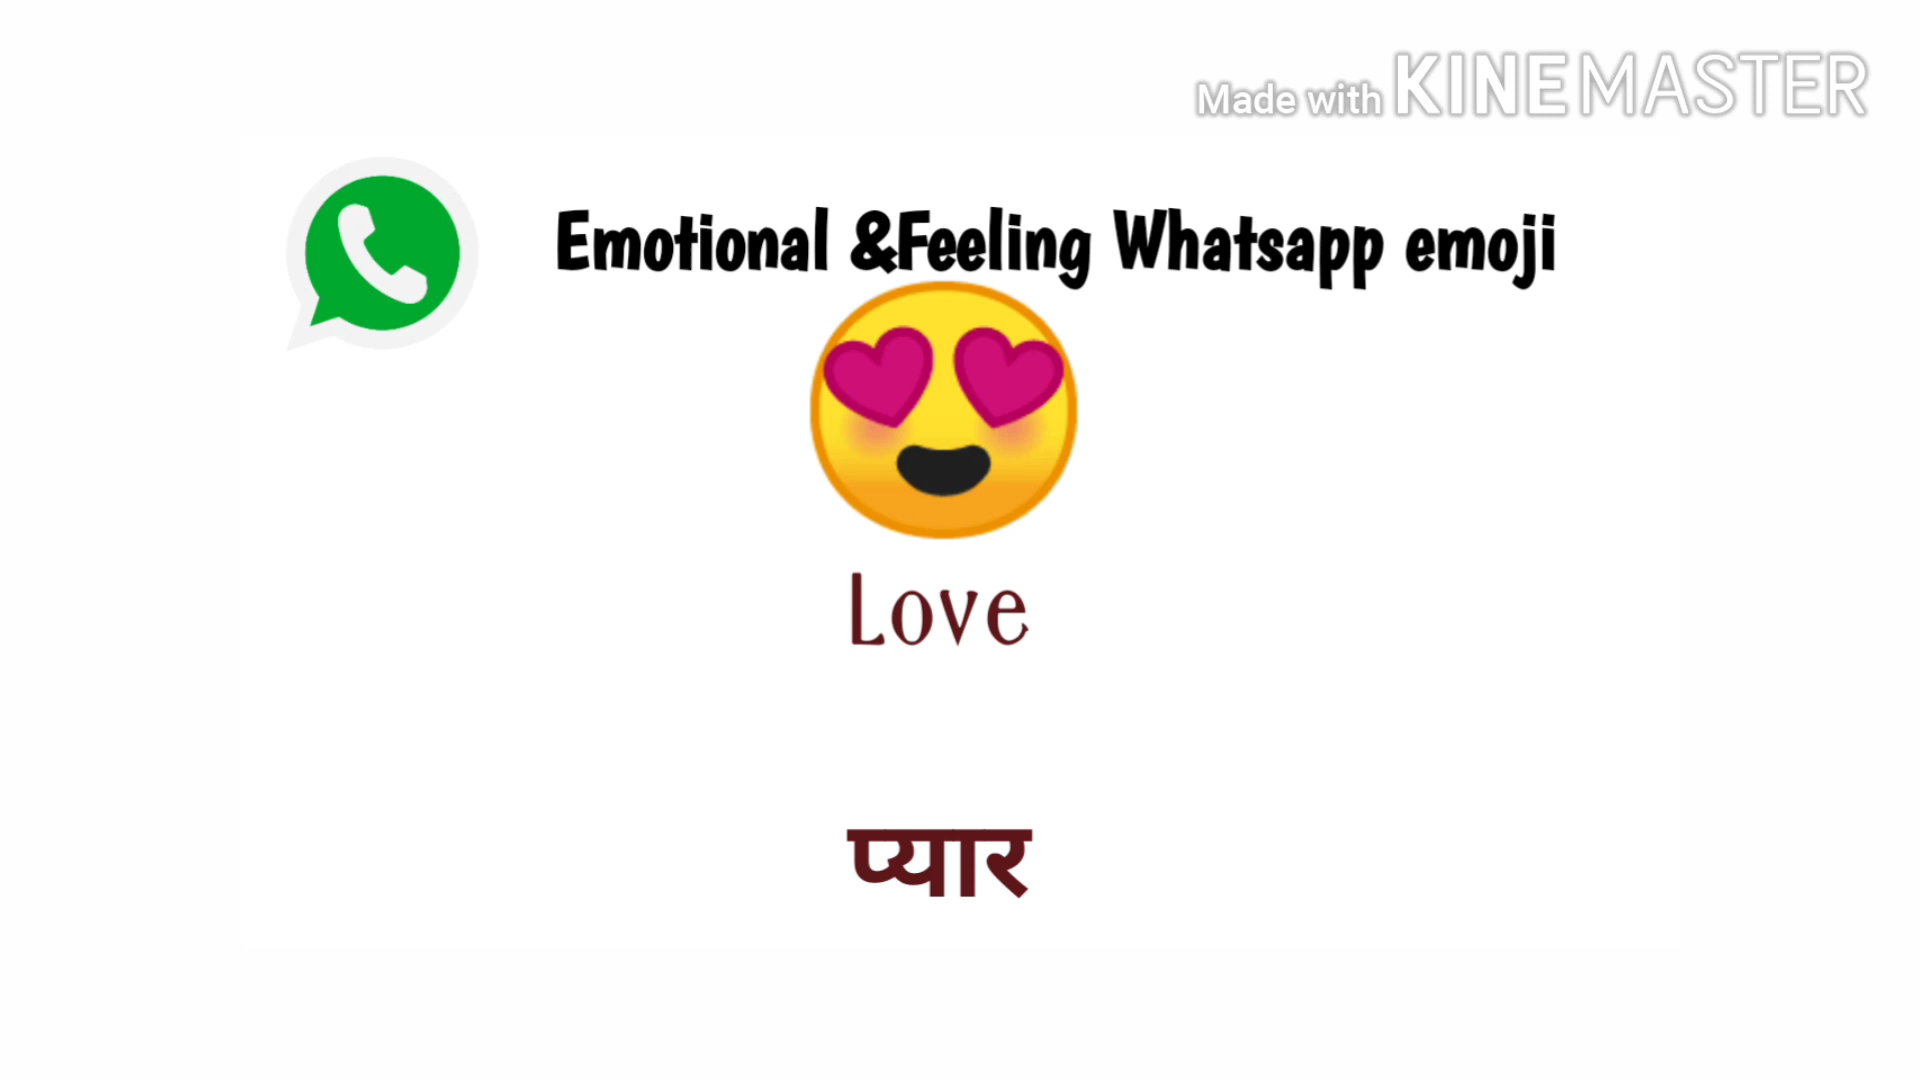 Made with KINEMASTER
Emotional &Feeling Whatsapp emoji
Love
प्यार